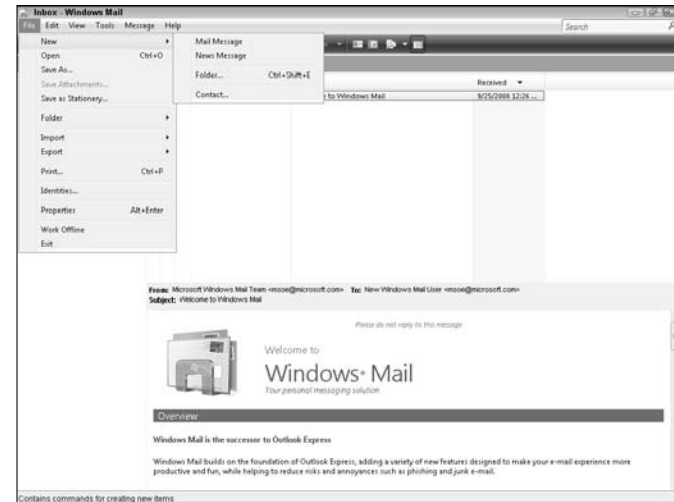 Inbox - Windows Mail
File Edit View Tools Message Help
Search
New
Mail Message
Open Ctrl+O
News Message
Save As...
Folder... Ctrl+Shift+E
Save Attachments...
Received
Save as Stationery...
Contact...
to Windows Mail
9/25/2008 12:26 ...
Folder
Import
Export
Print... Ctrl+P
Identities...
Properties Alt+Enter
Work Offline
Exit
From: Microsoft Windows Mail Team <msoe@microsoft.com> To: New Windows Mail User <msoe@microsoft.com>
Subject: Welcome to Windows Mail
Please do not reply to this message
Welcome to
Windows Mail
Your personal messaging solution
Overview
Windows Mail is the successor to Outlook Express
Windows Mail builds on the foundation of Outlook Express, adding a variety of new features designed to make your e-mail experience more
productive and fun, while helping to reduce risks and annoyances such as phishing and junk e-mail.
Contains commands for creating new items